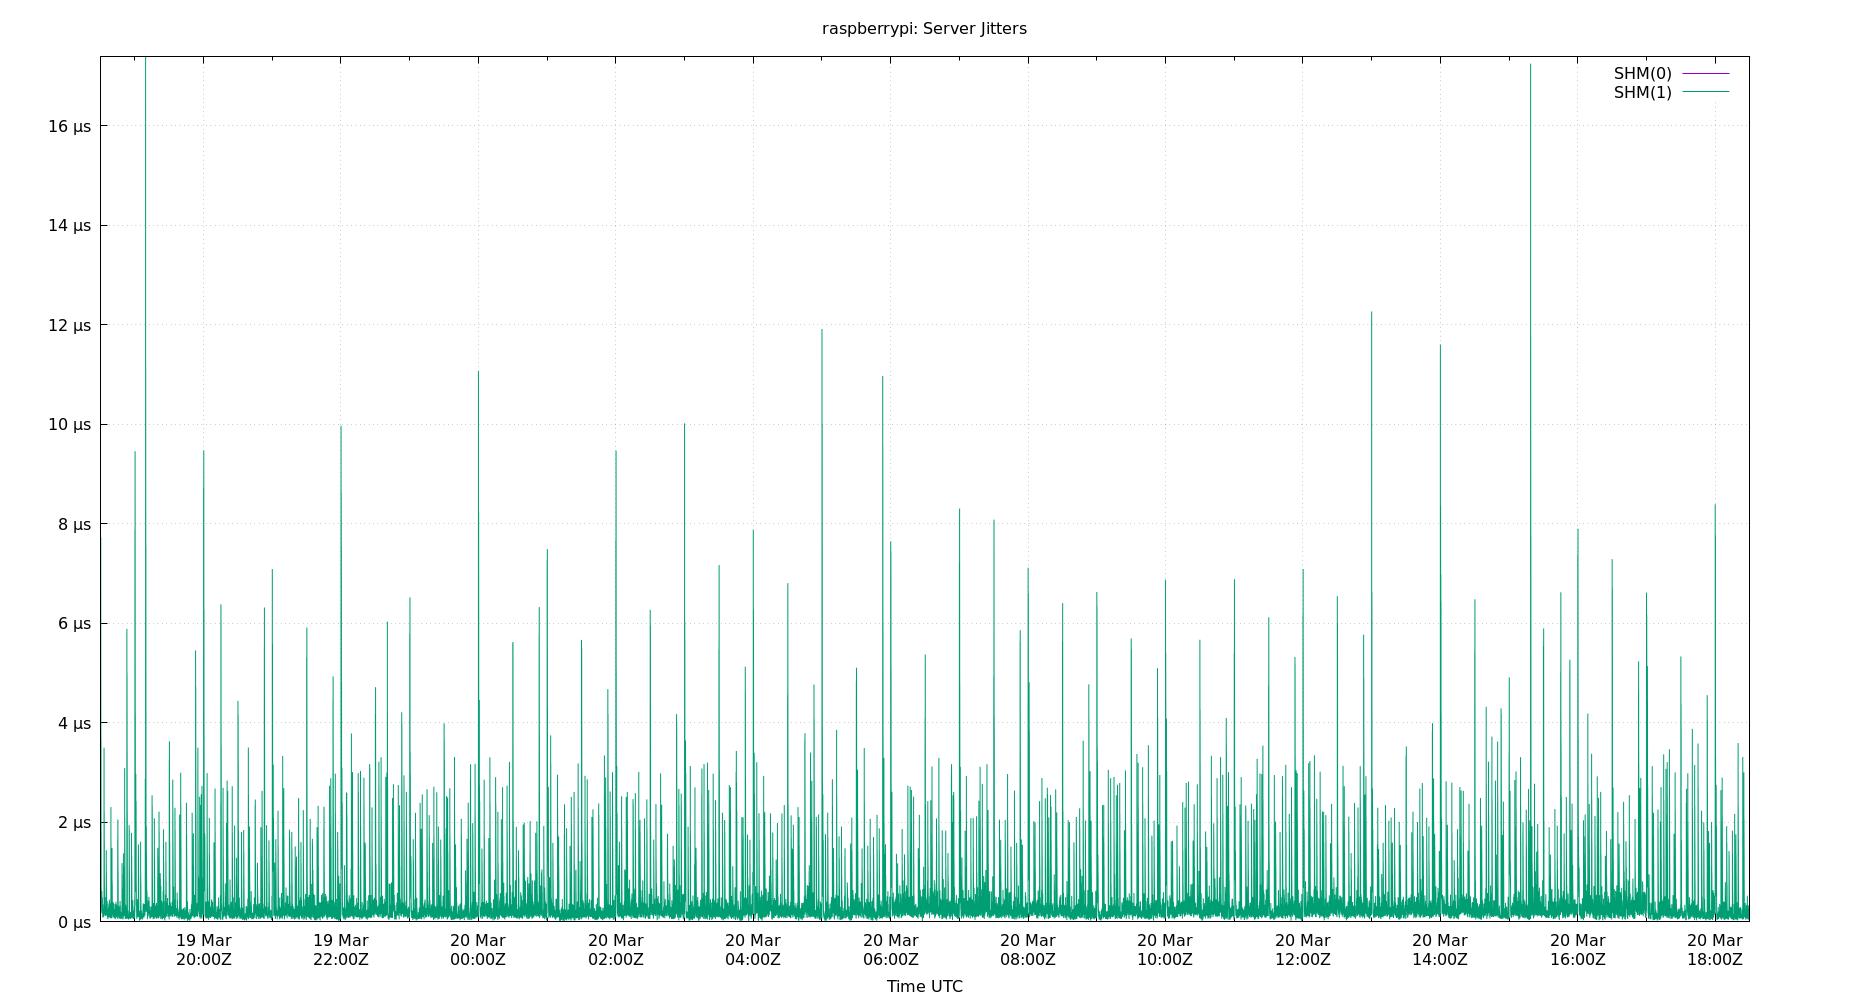 raspberrypi: Server Jitters
SHM(0)
SHM(1)
16 µs
14 µs
12 µs
10 µs
8 µs
6 µs
4 µs
2 µs
0 µs
19 Mar 19 Mar 20 Mar 20 Mar 20 Mar 20 Mar 20 Mar 20 Mar 20 Mar 20 Mar 20 Mar 20 Mar
20:00Z 22:00Z 00:00Z 02:00Z 04:00Z 06:00Z 08:00Z 10:00Z 12:00Z 14:00Z 16:00Z 18:00Z
Time UTC